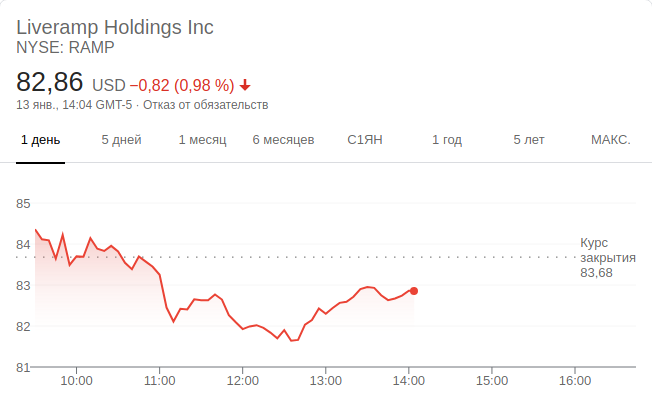 Liveramp Holdings Inc
NYSE: RAMP
82,86 USD −0,82 (0,98 %)
13 янв., 14:04 GMT-5 · Отказ от обязательств
1 день 5 дней 1 месяц 6 месяцев С1ЯН 1 год 5 лет МАКС.
85
84
Курс
закрытия
83,68
83
82
81
10:00 11:00 12:00 13:00 14:00 15:00 16:00